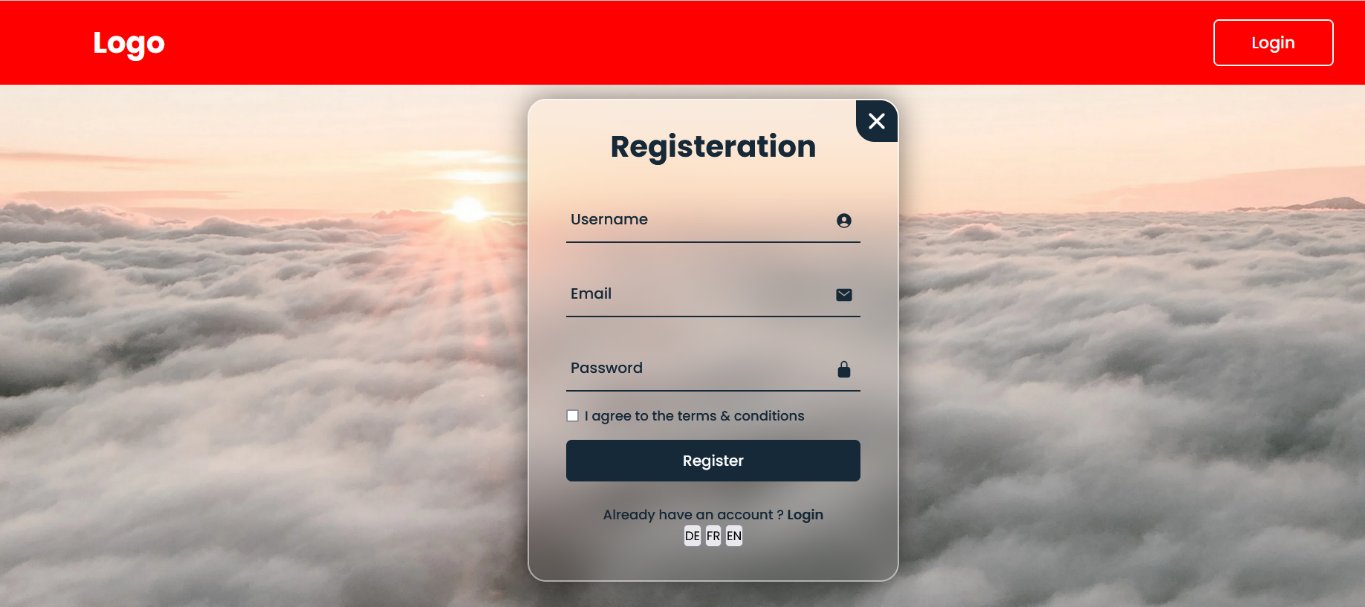 Logo
Login
Registeration
Username
Email
Password
I agree to the terms & conditions
Register
Already have an account ? Login
DE FR EN